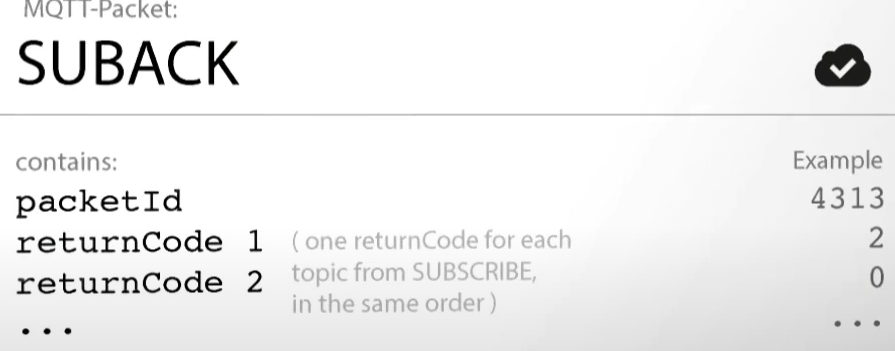 MQTT-Packet:
SUBACK
contains:
Example
packetId
4313
returnCode 1
( one returnCode for each
2
returnCode 2
topic from SUBSCRIBE,
0
in the same order )
...
...